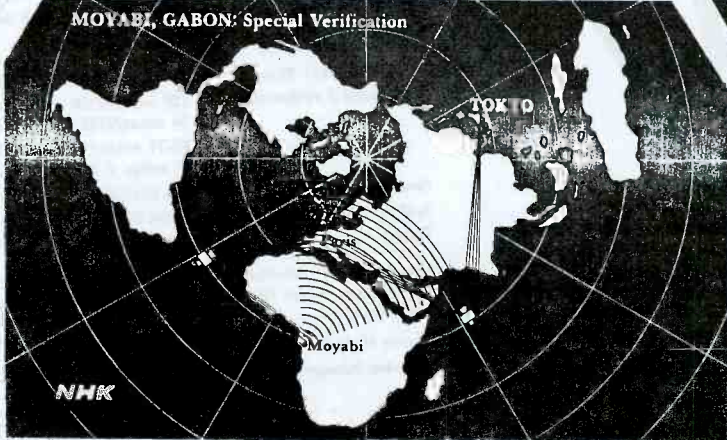 MOYABI, GABON: Special Verification
TOKYO
Paris
Moyabi
NHK